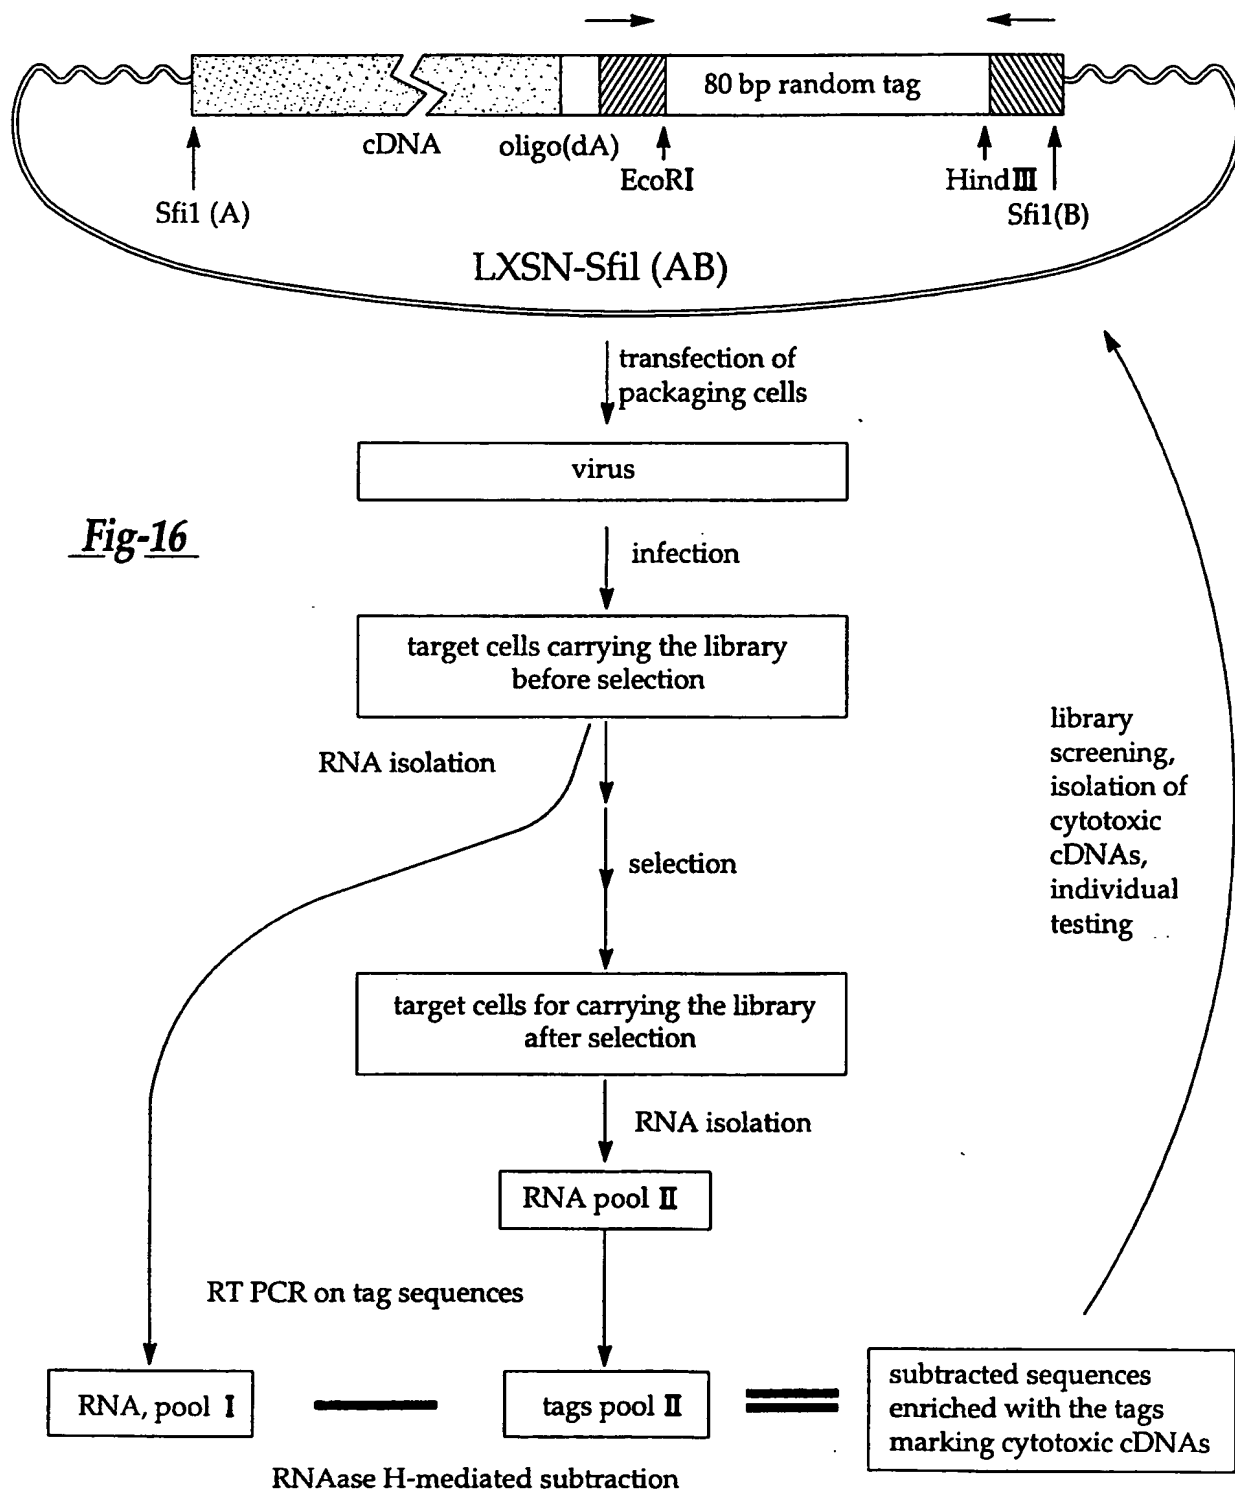 80 bp random tag
cDNA
oligo(dA)
EcoRI
HindIII
Sfi1 (A)
Sfi1(B)
LXSN-SfiI (AB)
transfection of
packaging cells
virus
Fig-16
infection
target cells carrying the library
before selection
RNA isolation
selection
library
screening,
isolation of
cytotoxic
cDNAs,
individual
testing
target cells for carrying the library
after selection
RNA isolation
RNA pool II
RT PCR on tag sequences
RNA, pool I
tags pool II
subtracted sequences
enriched with the tags
marking cytotoxic cDNAs
RNAase H-mediated subtraction